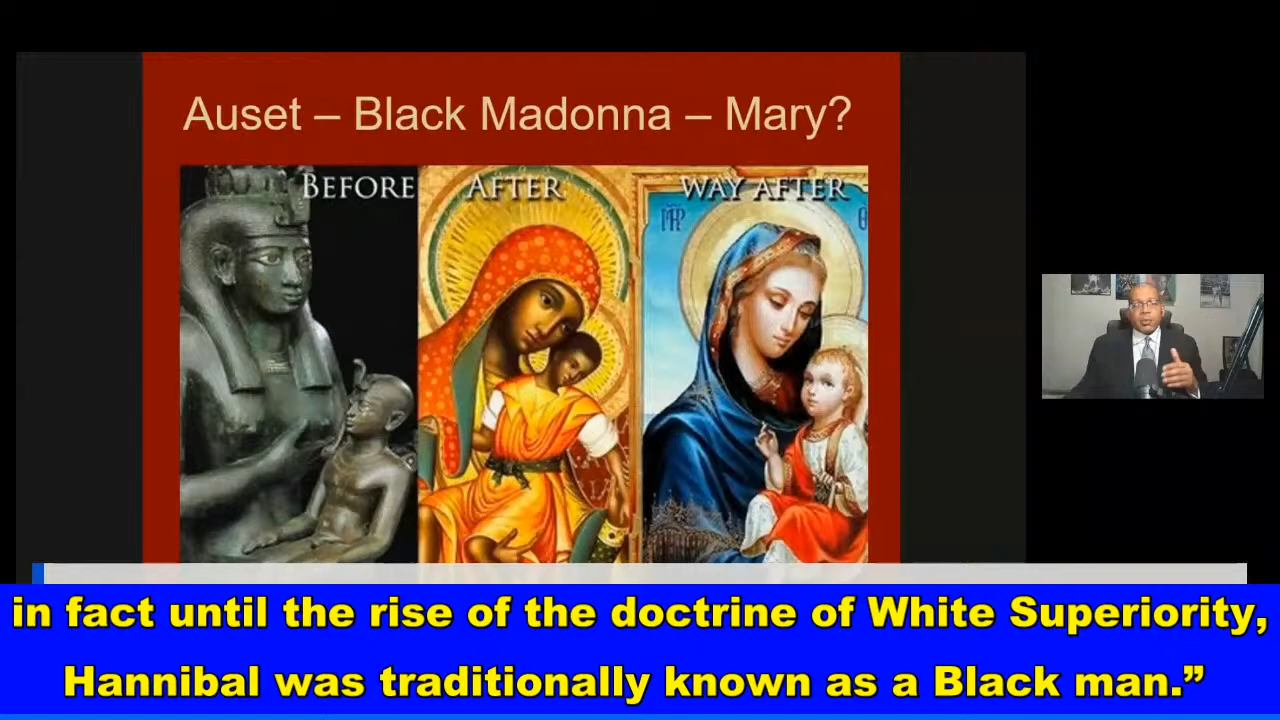 Auset – Black Madonna – Mary?
BEFORE
AFTER
WAY AFTER
in fact until the rise of the doctrine of White Superiority,
Hannibal was traditionally known as a Black man.”